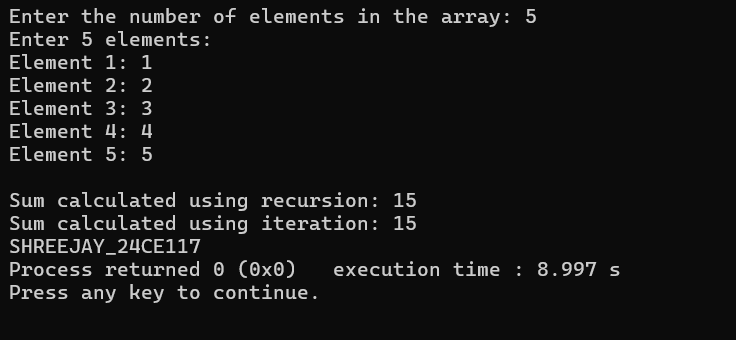 Enter the number of elements in the array: 5
Enter 5 elements:
Element 1: 1
Element 2: 2
Element 3: 3
Element 4: 4
Element 5: 5

Sum calculated using recursion: 15
Sum calculated using iteration: 15
SHREEJAY_24CE117
Process returned 0 (0x0)   execution time : 8.997 s
Press any key to continue.